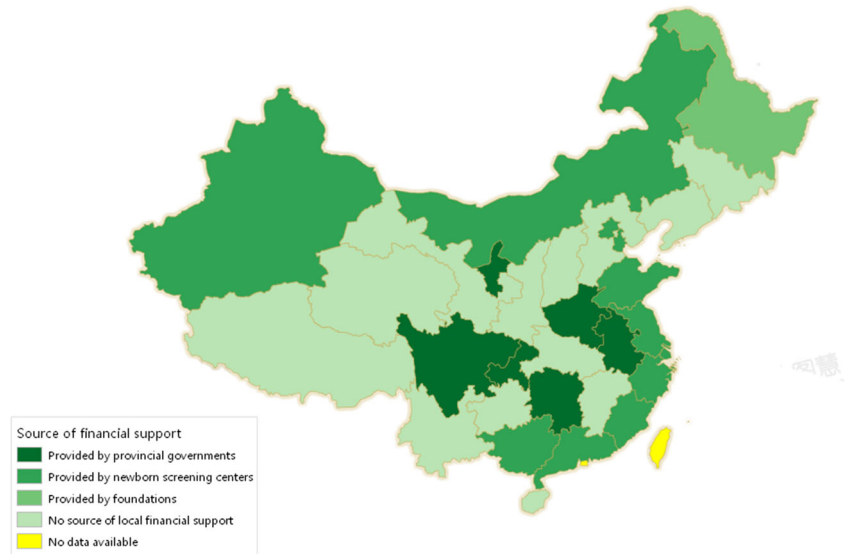 Source of financial support
Provided by provincial governments
Provided by newborn screening centers
Provided by foundations
No source of local financial support
No data available